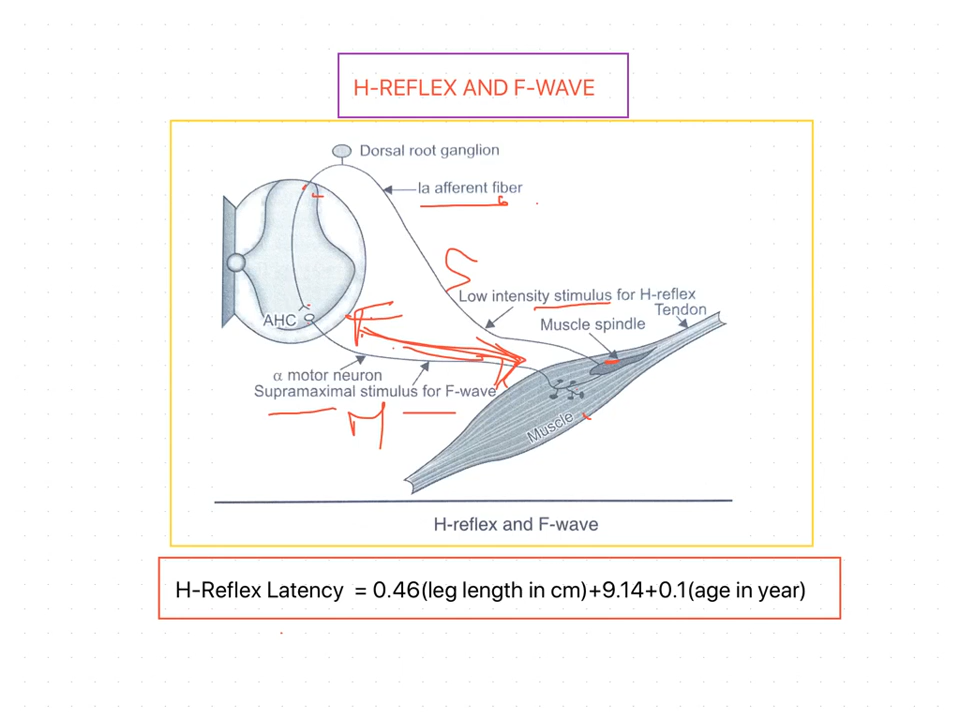 H-REFLEX AND F-WAVE
Dorsal root ganglion
Ia afferent fiber
S
Low intensity stimulus for H-reflex
Tendon
Muscle spindle
AHC
F
α motor neuron
Supramaximal stimulus for F-wave
M
Muscle
H-reflex and F-wave
H-Reflex Latency = 0.46(leg length in cm)+9.14+0.1(age in year)